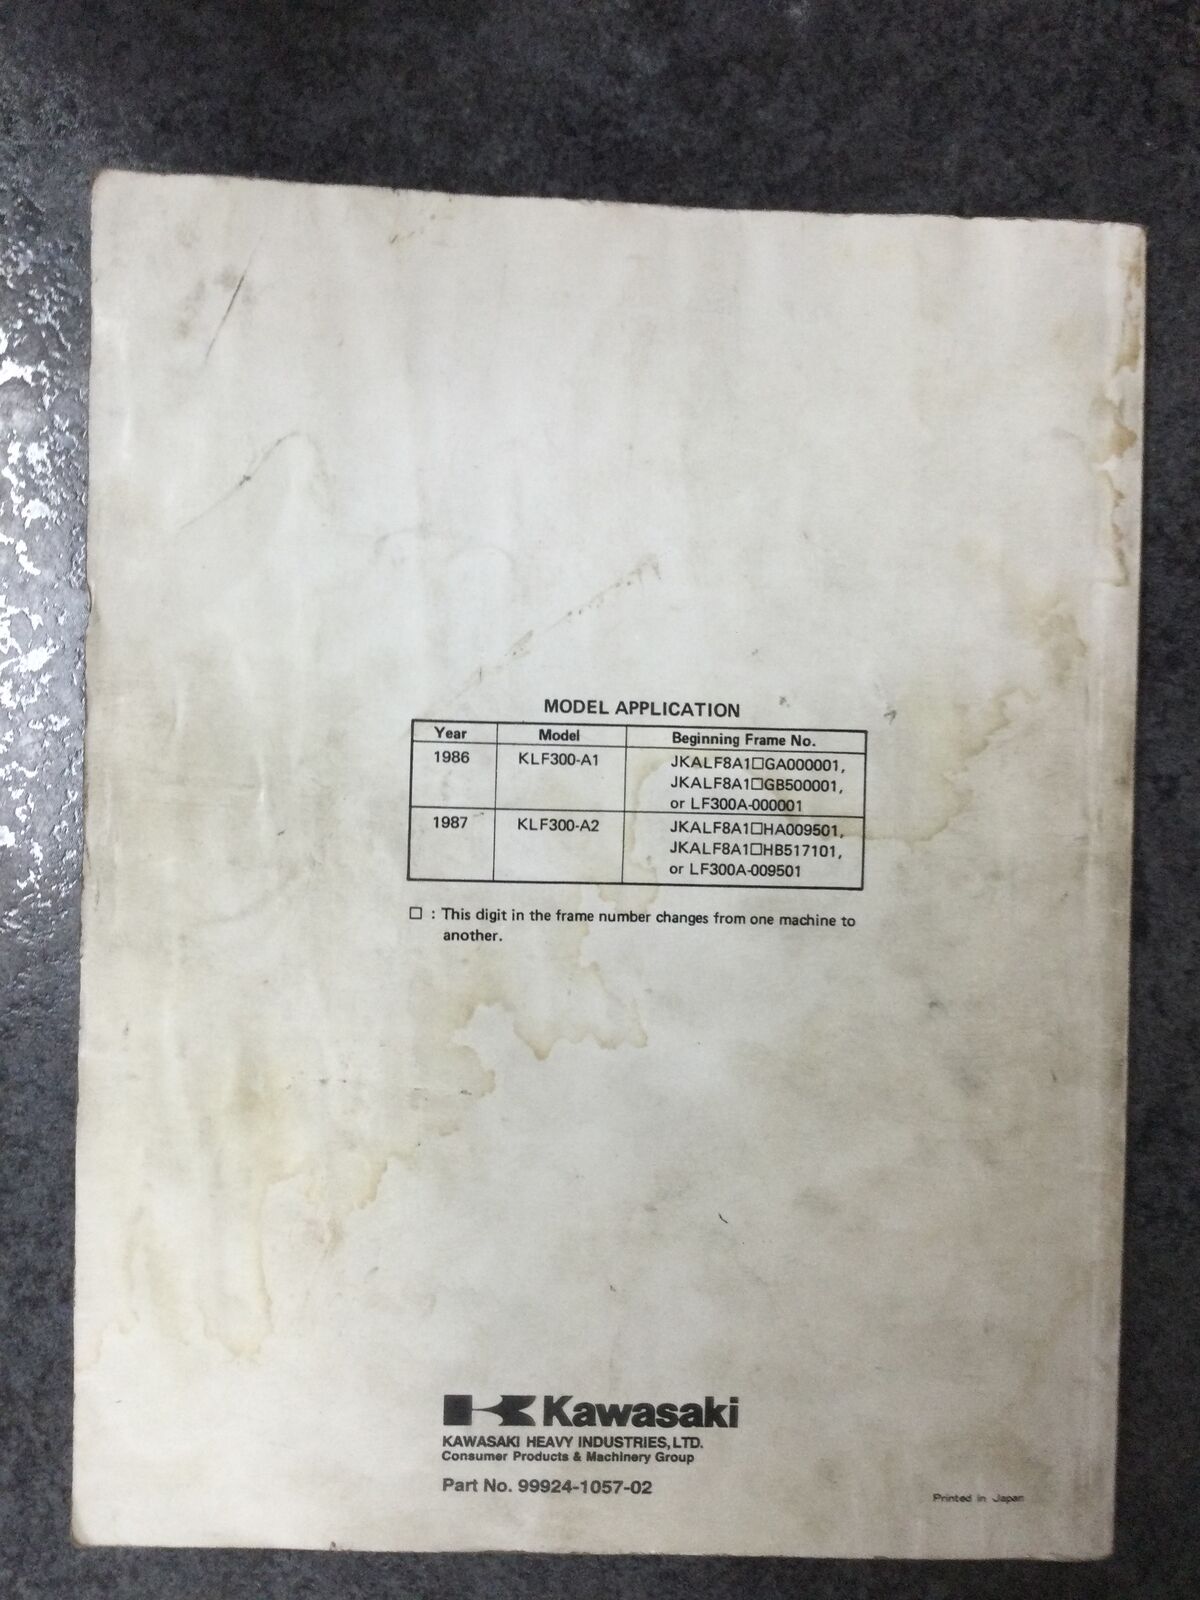 MODEL APPLICATION
Year Model Beginning Frame No.
1986 KLF300-A1 JKALF8A1□GA000001,
JKALF8A1□GB500001,
or LF300A-000001
1987 KLF300-A2 JKALF8A1□HA009501,
JKALF8A1□HB517101,
or LF300A-009501
□ : This digit in the frame number changes from one machine to
another.
Kawasaki
KAWASAKI HEAVY INDUSTRIES, LTD.
Consumer Products & Machinery Group
Part No. 99924-1057-02
Printed in Japan